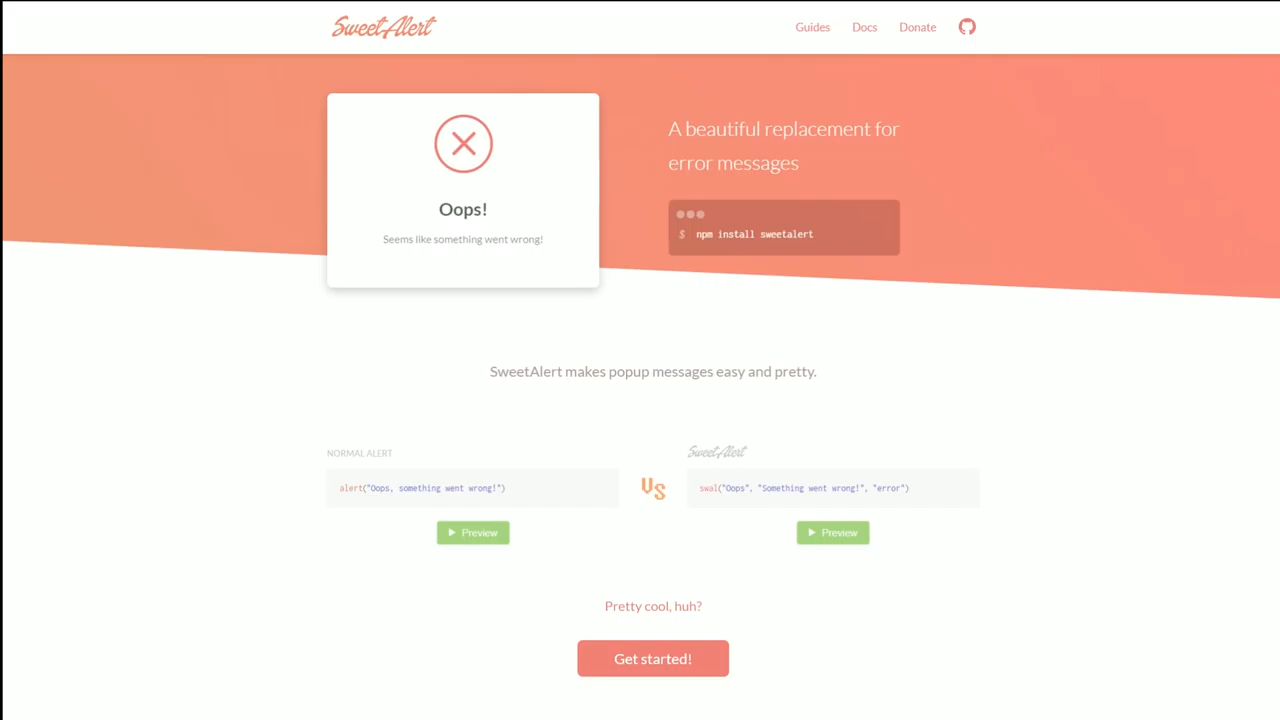 SweetAlert
Guides
Docs
Donate
Oops!
Seems like something went wrong!
A beautiful replacement for
error messages
$ npm install sweetalert
SweetAlert makes popup messages easy and pretty.
NORMAL ALERT
alert("Oops, something went wrong!")
Preview
VS
SweetAlert
swal("Oops", "Something went wrong!", "error")
Preview
Pretty cool, huh?
Get started!